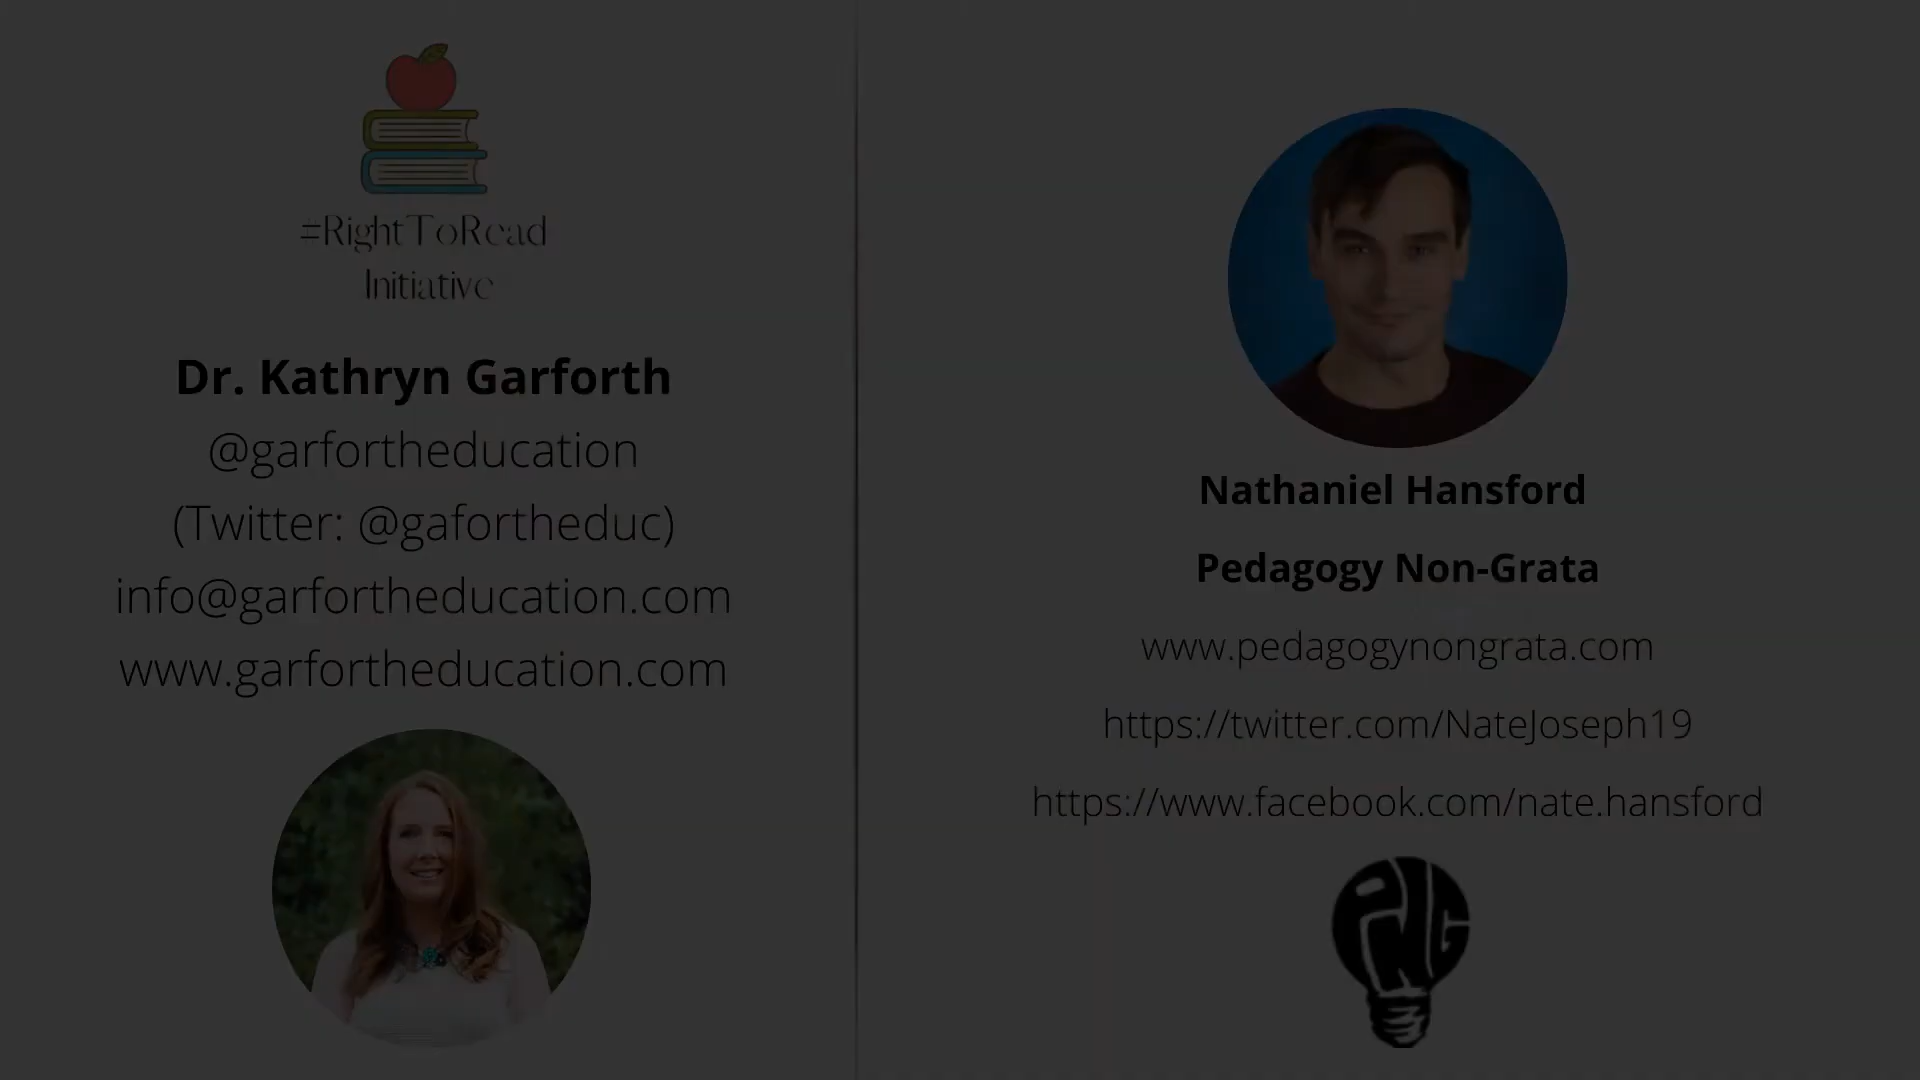 #RightToRead
Initiative
Dr. Kathryn Garforth
@garfortheducation
(Twitter: @gafortheduc)
info@garfortheducation.com
www.garfortheducation.com
Nathaniel Hansford
Pedagogy Non-Grata
www.pedagogynongrata.com
https://twitter.com/NateJoseph19
https://www.facebook.com/nate.hansford
PNG